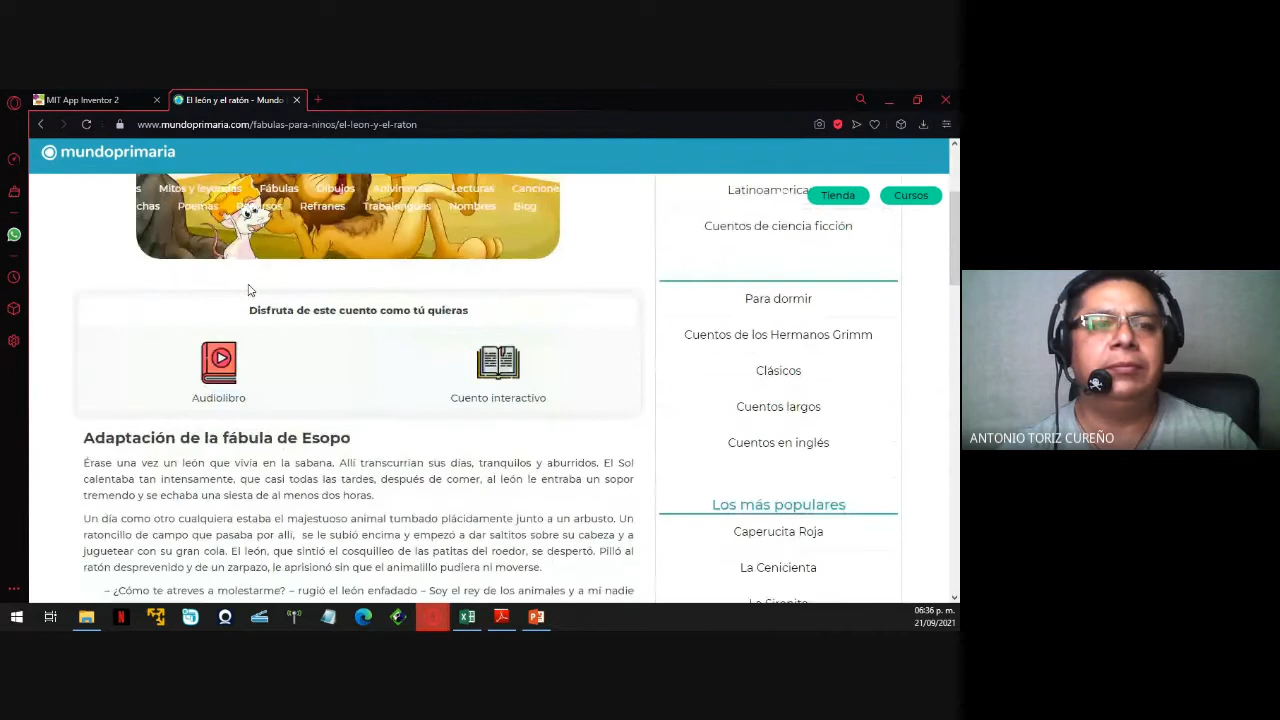 MIT App Inventor 2
El león y el ratón - Mundo
www.mundoprimaria.com/fabulas-para-ninos/el-leon-y-el-raton
mundoprimaria
s Mitos y leyendas Fábulas Dibujos Adivinanzas Lecturas Cancione
chas Poemas Recursos Refranes Trabalenguas Nombres Blog
Tienda Cursos
Disfruta de este cuento como tú quieras
Audiolibro
Cuento interactivo
Adaptación de la fábula de Esopo
Érase una vez un león que vivía en la sabana. Allí transcurrían sus días, tranquilos y aburridos. El Sol
calentaba tan intensamente, que casi todas las tardes, después de comer, al león le entraba un sopor
tremendo y se echaba una siesta de al menos dos horas.
Un día como otro cualquiera estaba el majestuoso animal tumbado plácidamente junto a un arbusto. Un
ratoncillo de campo que pasaba por allí, se le subió encima y empezó a dar saltitos sobre su cabeza y a
juguetear con su gran cola. El león, que sintió el cosquilleo de las patitas del roedor, se despertó. Pilló al
ratón desprevenido y de un zarpazo, le aprisionó sin que el animalillo pudiera ni moverse.
– ¿Cómo te atreves a molestarme? – rugió el león enfadado – Soy el rey de los animales y a mí nadie
Latinoamerica
Cuentos de ciencia ficción
Para dormir
Cuentos de los Hermanos Grimm
Clásicos
Cuentos largos
Cuentos en inglés
Los más populares
Caperucita Roja
La Cenicienta
La Sirenita
06:36 p. m.
21/09/2021
ANTONIO TORIZ CUREÑO